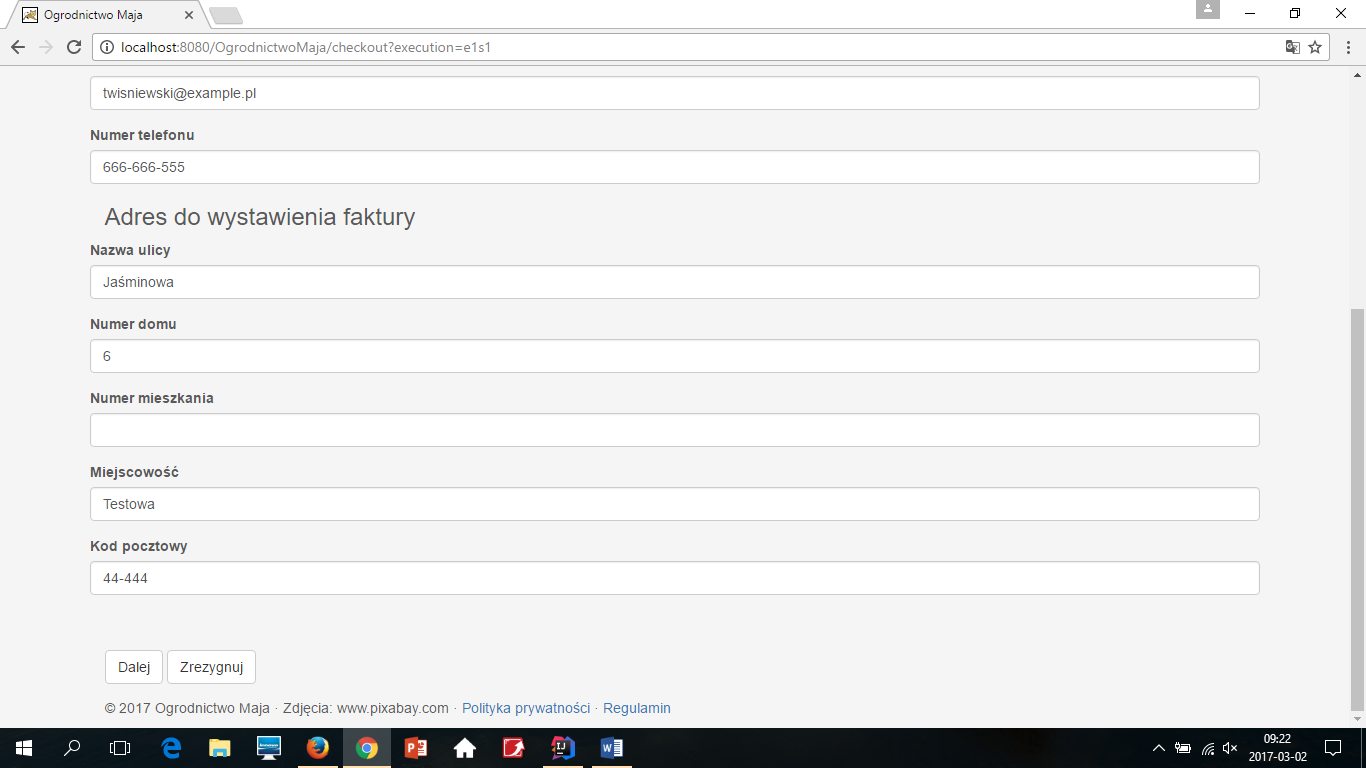 Ogrodnictwo Maja
localhost:8080/OgrodnictwoMaja/checkout?execution=e1s1
twisniewski@example.pl
Numer telefonu
666-666-555
Adres do wystawienia faktury
Nazwa ulicy
Jaśminowa
Numer domu
6
Numer mieszkania
Miejscowość
Testowa
Kod pocztowy
44-444
Dalej Zrezygnuj
© 2017 Ogrodnictwo Maja · Zdjęcia: www.pixabay.com · Polityka prywatności · Regulamin
09:22
2017-03-02